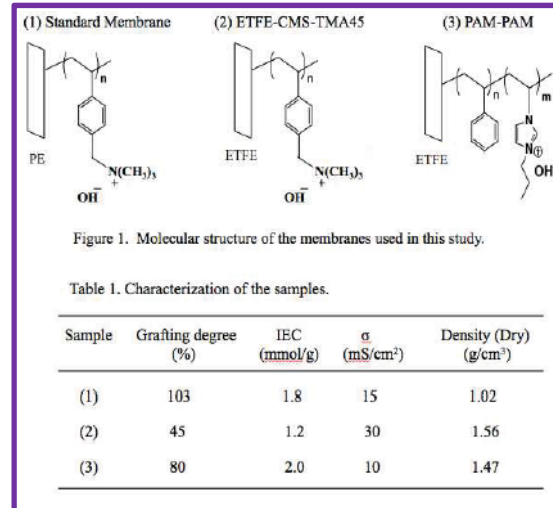 (1) Standard Membrane (2) ETFE-CMS-TMA45 (3) PAM-PAM
n n n m
PE ETFE ETFE
N(CH₃)₃ N(CH₃)₃ N
+ + N⊕
OH⁻ OH⁻ OH
Figure 1. Molecular structure of the membranes used in this study.
Table 1. Characterization of the samples.
Sample Grafting degree (%) IEC (mmol/g) σ (mS/cm²) Density (Dry) (g/cm³)
(1) 103 1.8 15 1.02
(2) 45 1.2 30 1.56
(3) 80 2.0 10 1.47